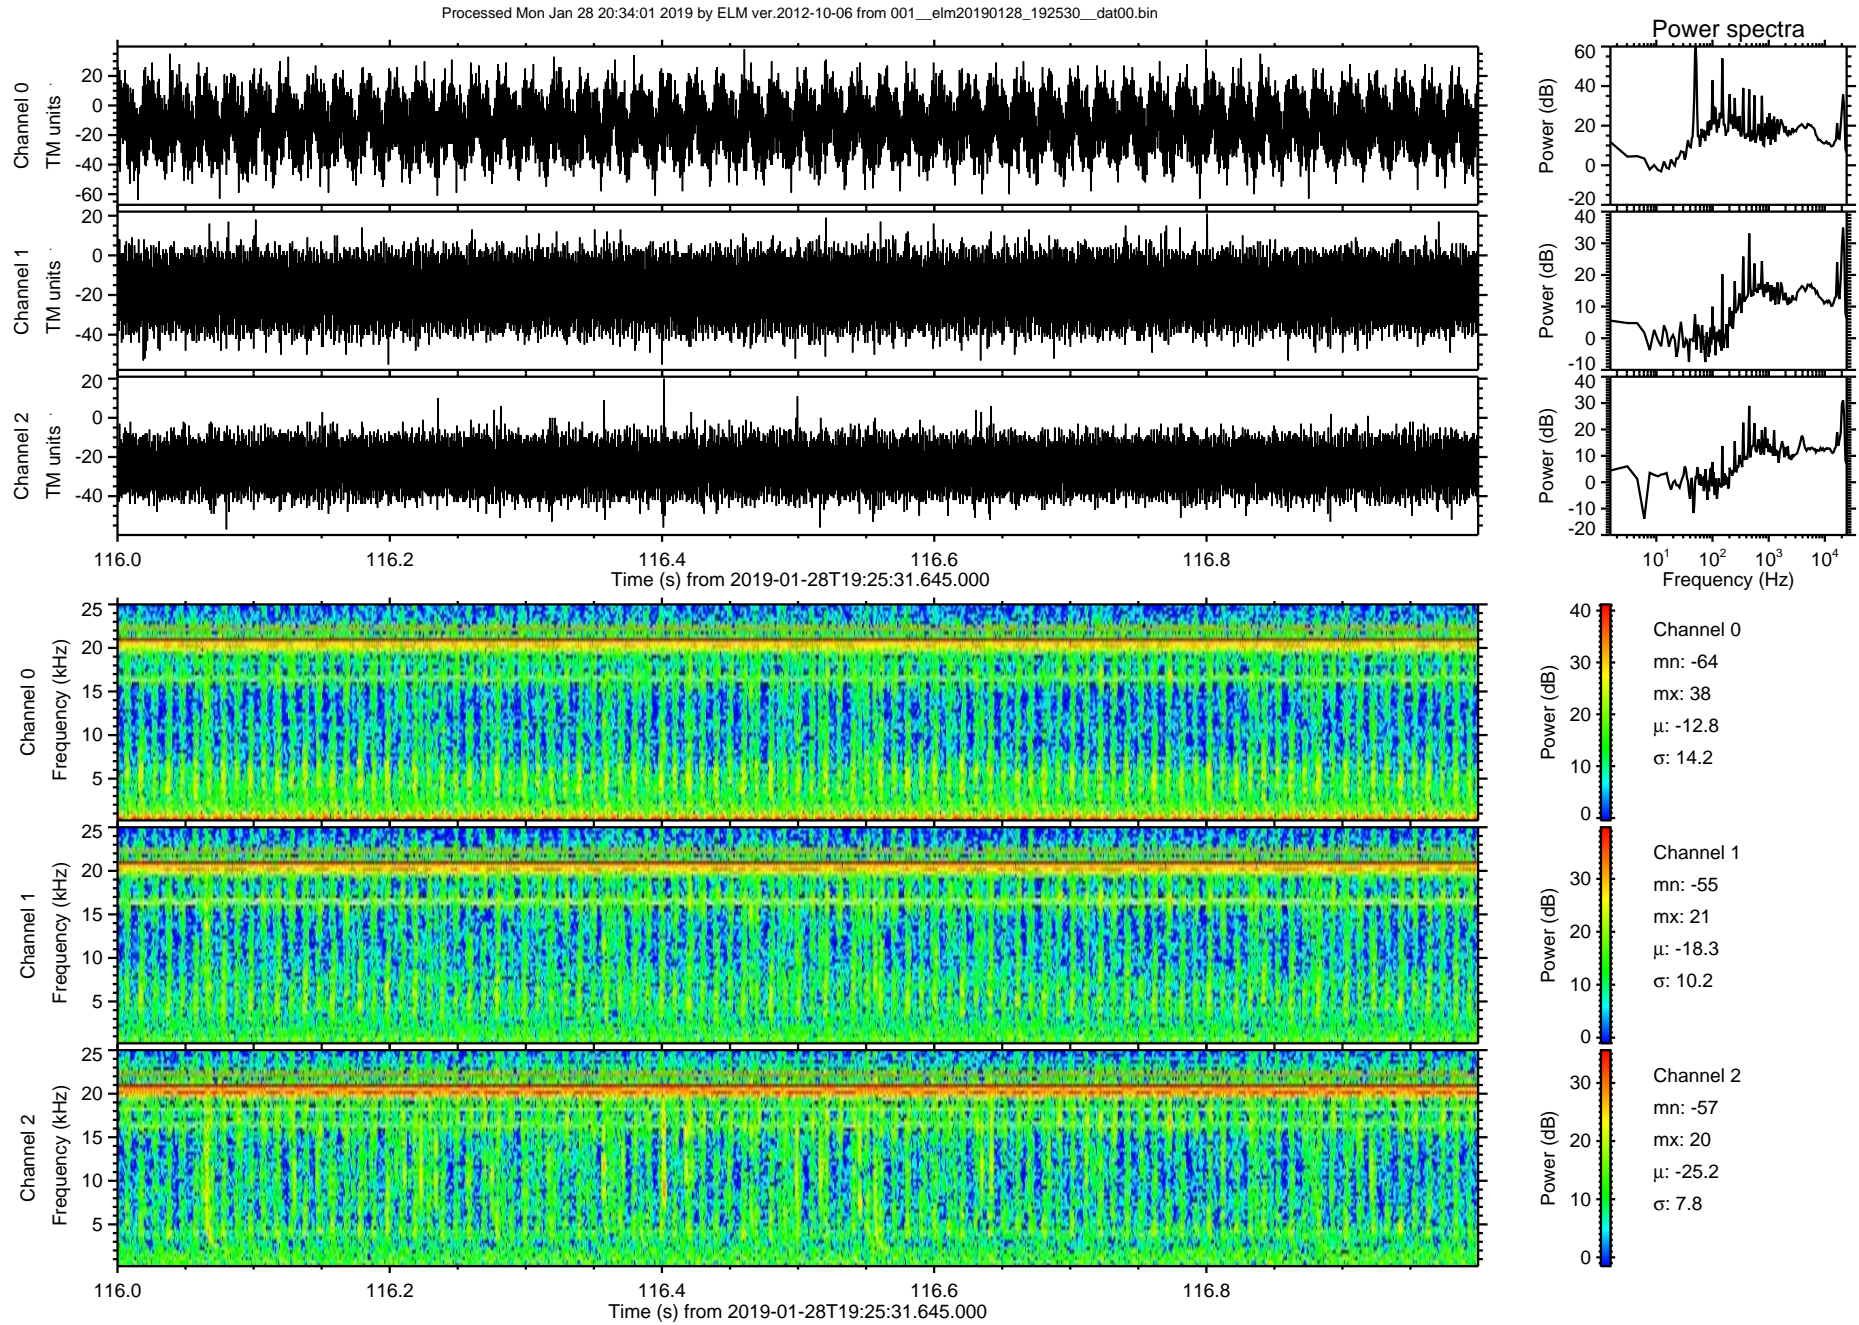 Processed Mon Jan 28 20:34:01 2019 by ELM ver.2012-10-06 from 001__elm20190128_192530__dat00.bin
Power spectra
Channel 0
TM units
20
0
-20
-40
-60
Power (dB)
60
40
20
0
-20
Channel 1
TM units
20
0
-20
-40
Power (dB)
40
30
20
10
0
-10
Channel 2
TM units
20
0
-20
-40
Power (dB)
40
30
20
10
0
-10
-20
116.0 116.2 116.4 116.6 116.8
Time (s) from 2019-01-28T19:25:31.645.000
10¹ 10² 10³ 10⁴
Frequency (Hz)
Channel 0
Frequency (kHz)
25
20
15
10
5
Power (dB)
40
30
20
10
0
Channel 0
mn: -64
mx: 38
μ: -12.8
σ: 14.2
Channel 1
Frequency (kHz)
25
20
15
10
5
Power (dB)
30
20
10
0
Channel 1
mn: -55
mx: 21
μ: -18.3
σ: 10.2
Channel 2
Frequency (kHz)
25
20
15
10
5
Power (dB)
30
20
10
0
Channel 2
mn: -57
mx: 20
μ: -25.2
σ: 7.8
116.0 116.2 116.4 116.6 116.8
Time (s) from 2019-01-28T19:25:31.645.000